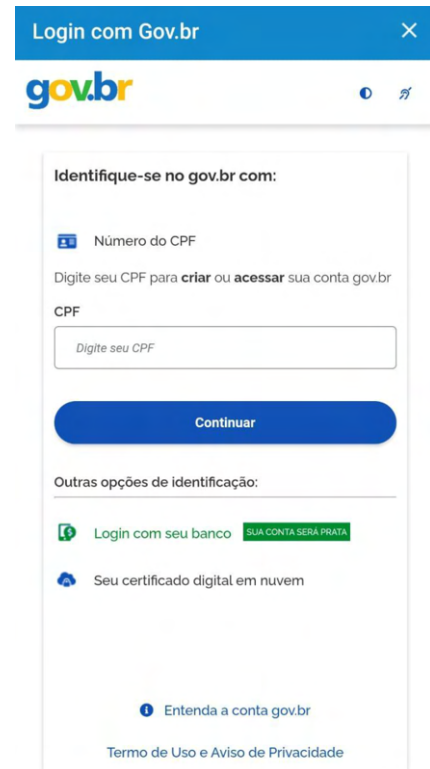 Login com Gov.br
gov.br
Identifique-se no gov.br com:
Número do CPF
Digite seu CPF para criar ou acessar sua conta gov.br
CPF
Digite seu CPF
Continuar
Outras opções de identificação:
Login com seu banco SUA CONTA SERÁ PRATA
Seu certificado digital em nuvem
Entenda a conta gov.br
Termo de Uso e Aviso de Privacidade